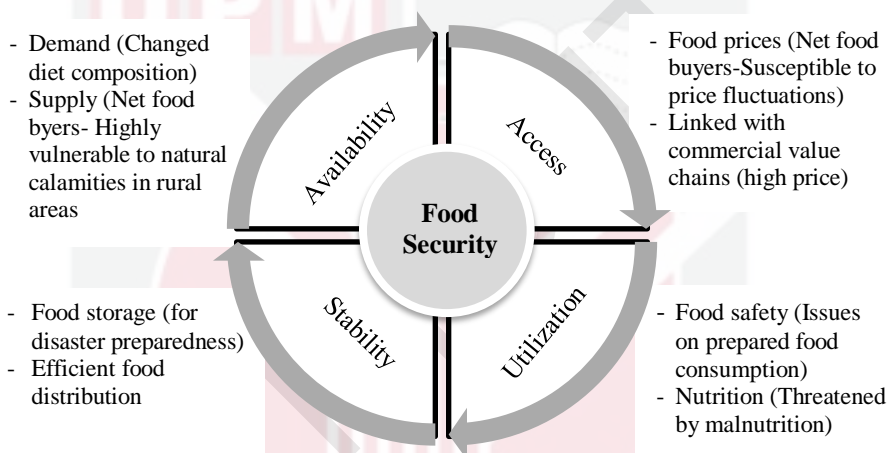 - Demand (Changed
diet composition)
- Supply (Net food
byers- Highly
vulnerable to natural
calamities in rural
areas
- Food prices (Net food
buyers-Susceptible to
price fluctuations)
- Linked with
commercial value
chains (high price)
Availability
Access
Food
Security
Stability
Utilization
- Food storage (for
disaster preparedness)
- Efficient food
distribution
- Food safety (Issues
on prepared food
consumption)
- Nutrition (Threatened
by malnutrition)